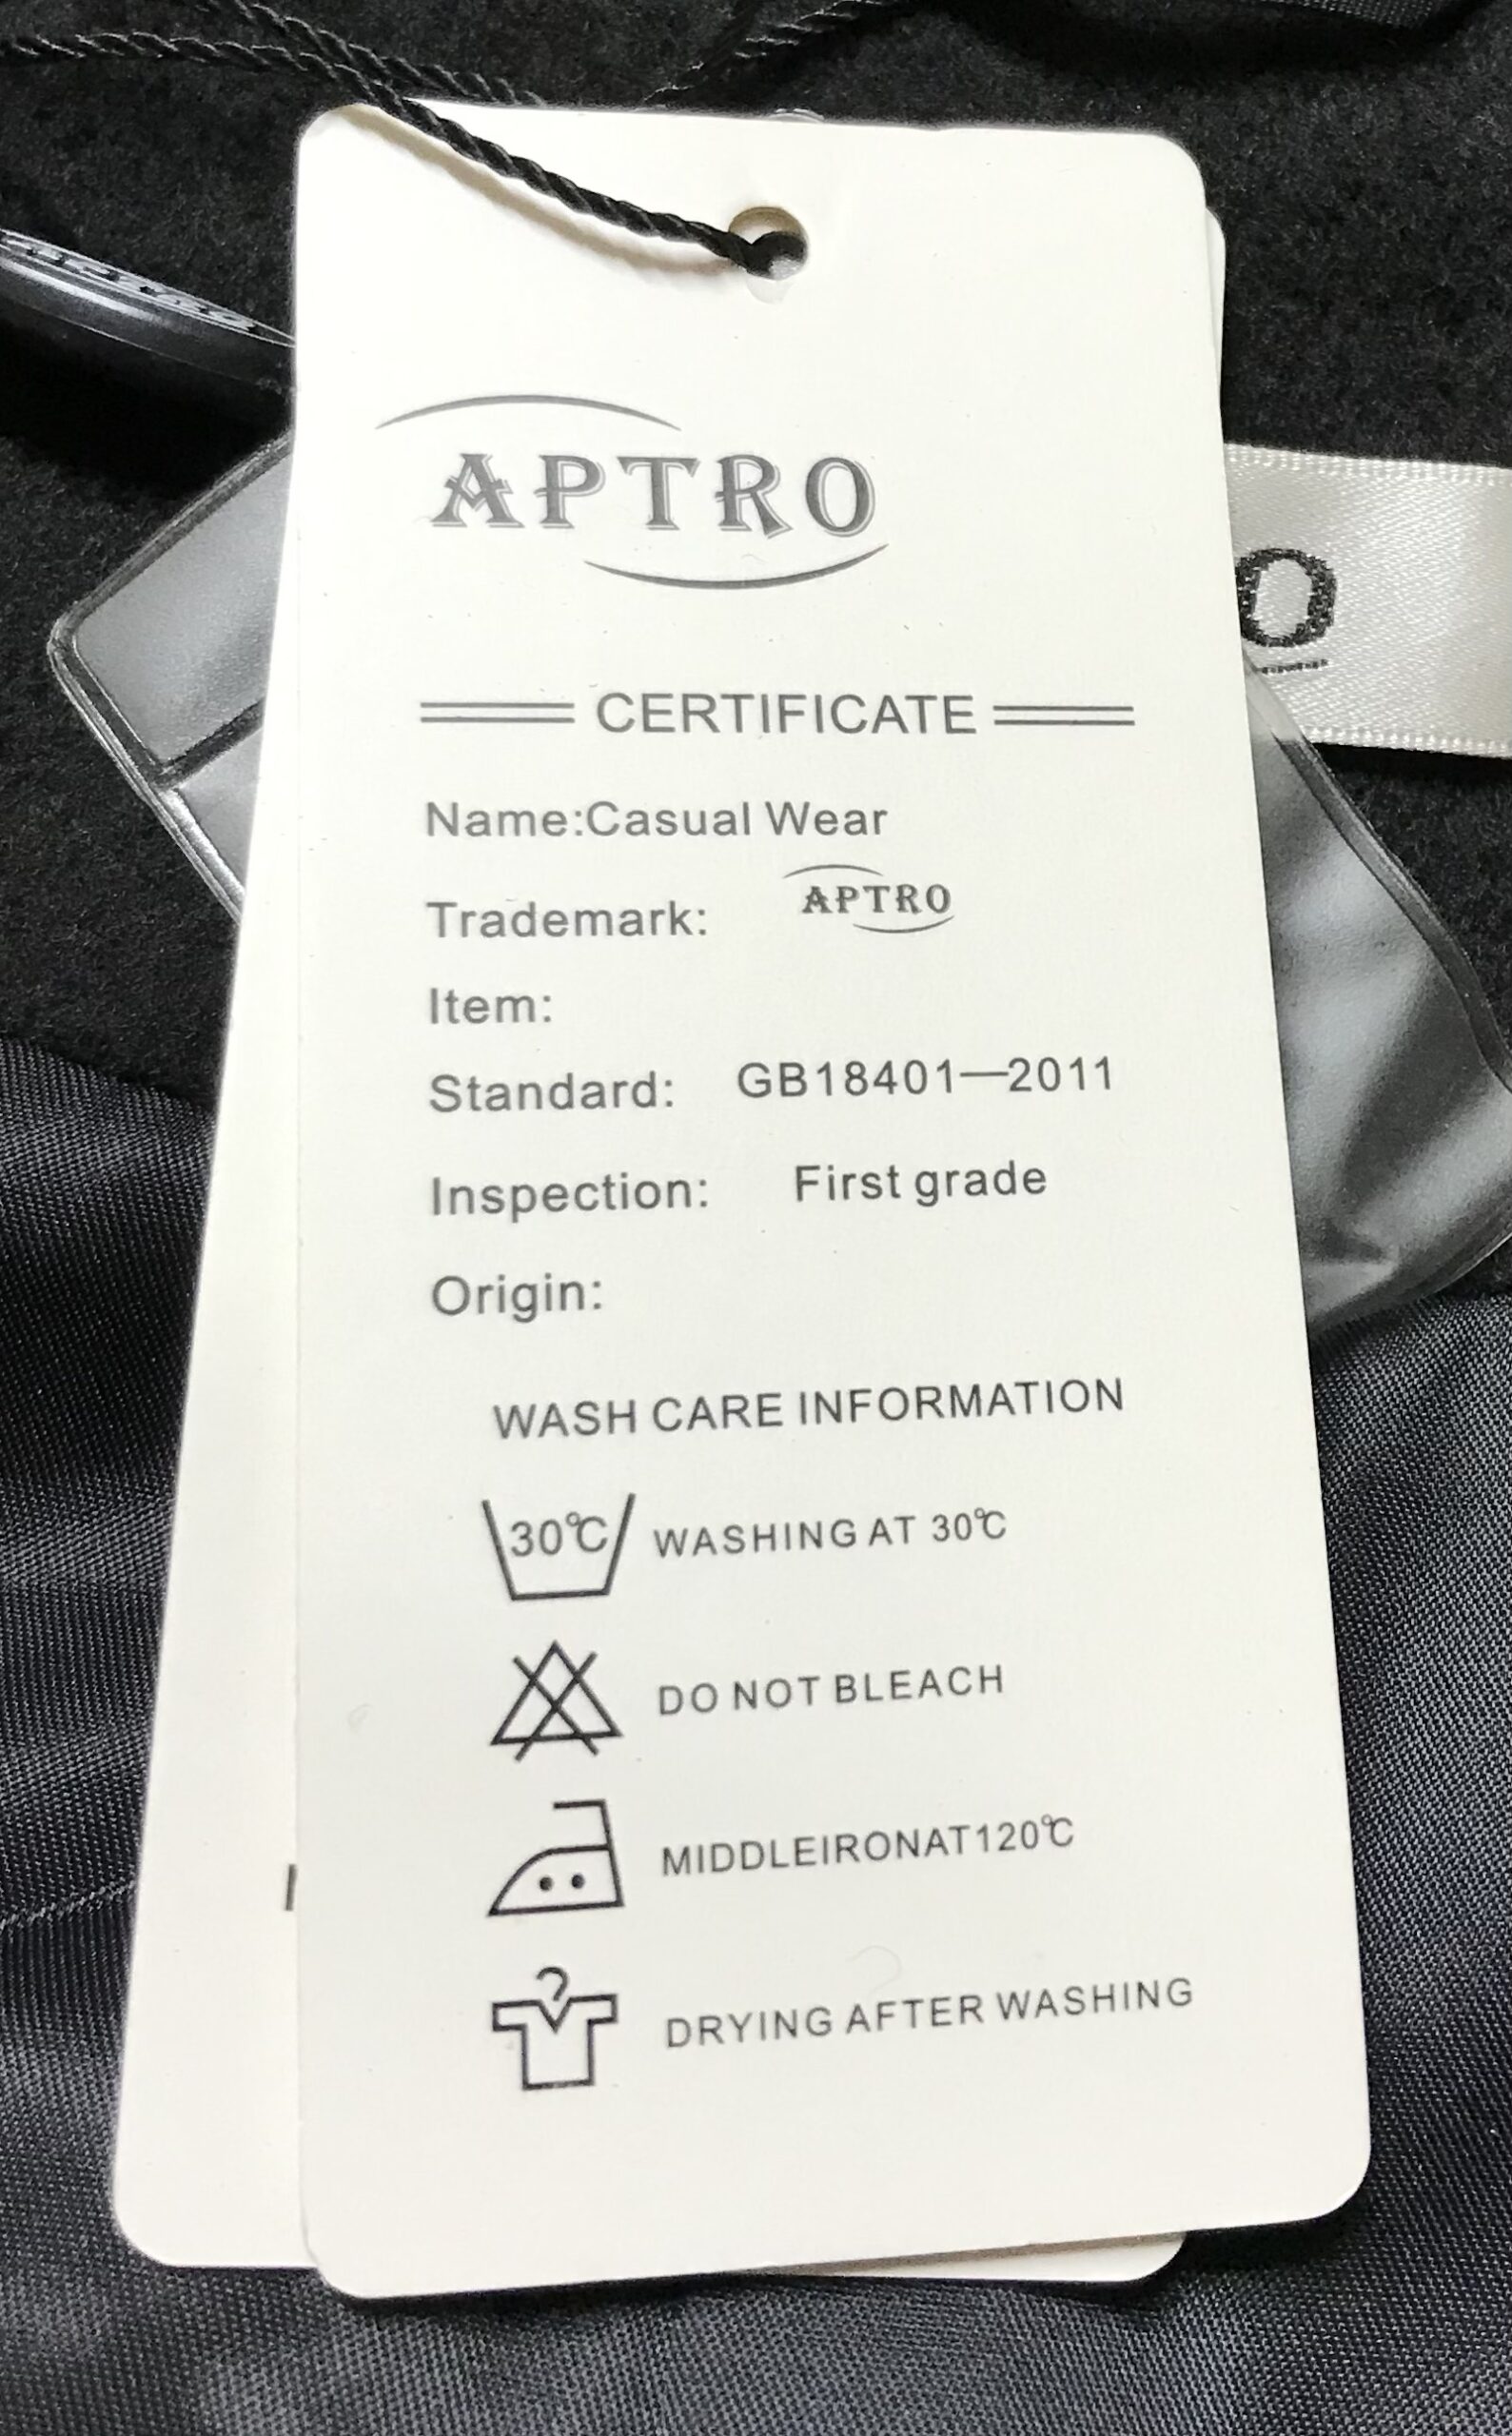 APTRO
CERTIFICATE
Name:Casual Wear
Trademark: APTRO
Item:
Standard: GB18401—2011
Inspection: First grade
Origin:
WASH CARE INFORMATION
30℃ WASHING AT 30℃
DO NOT BLEACH
MIDDLEIRONAT120℃
DRYING AFTER WASHING
O